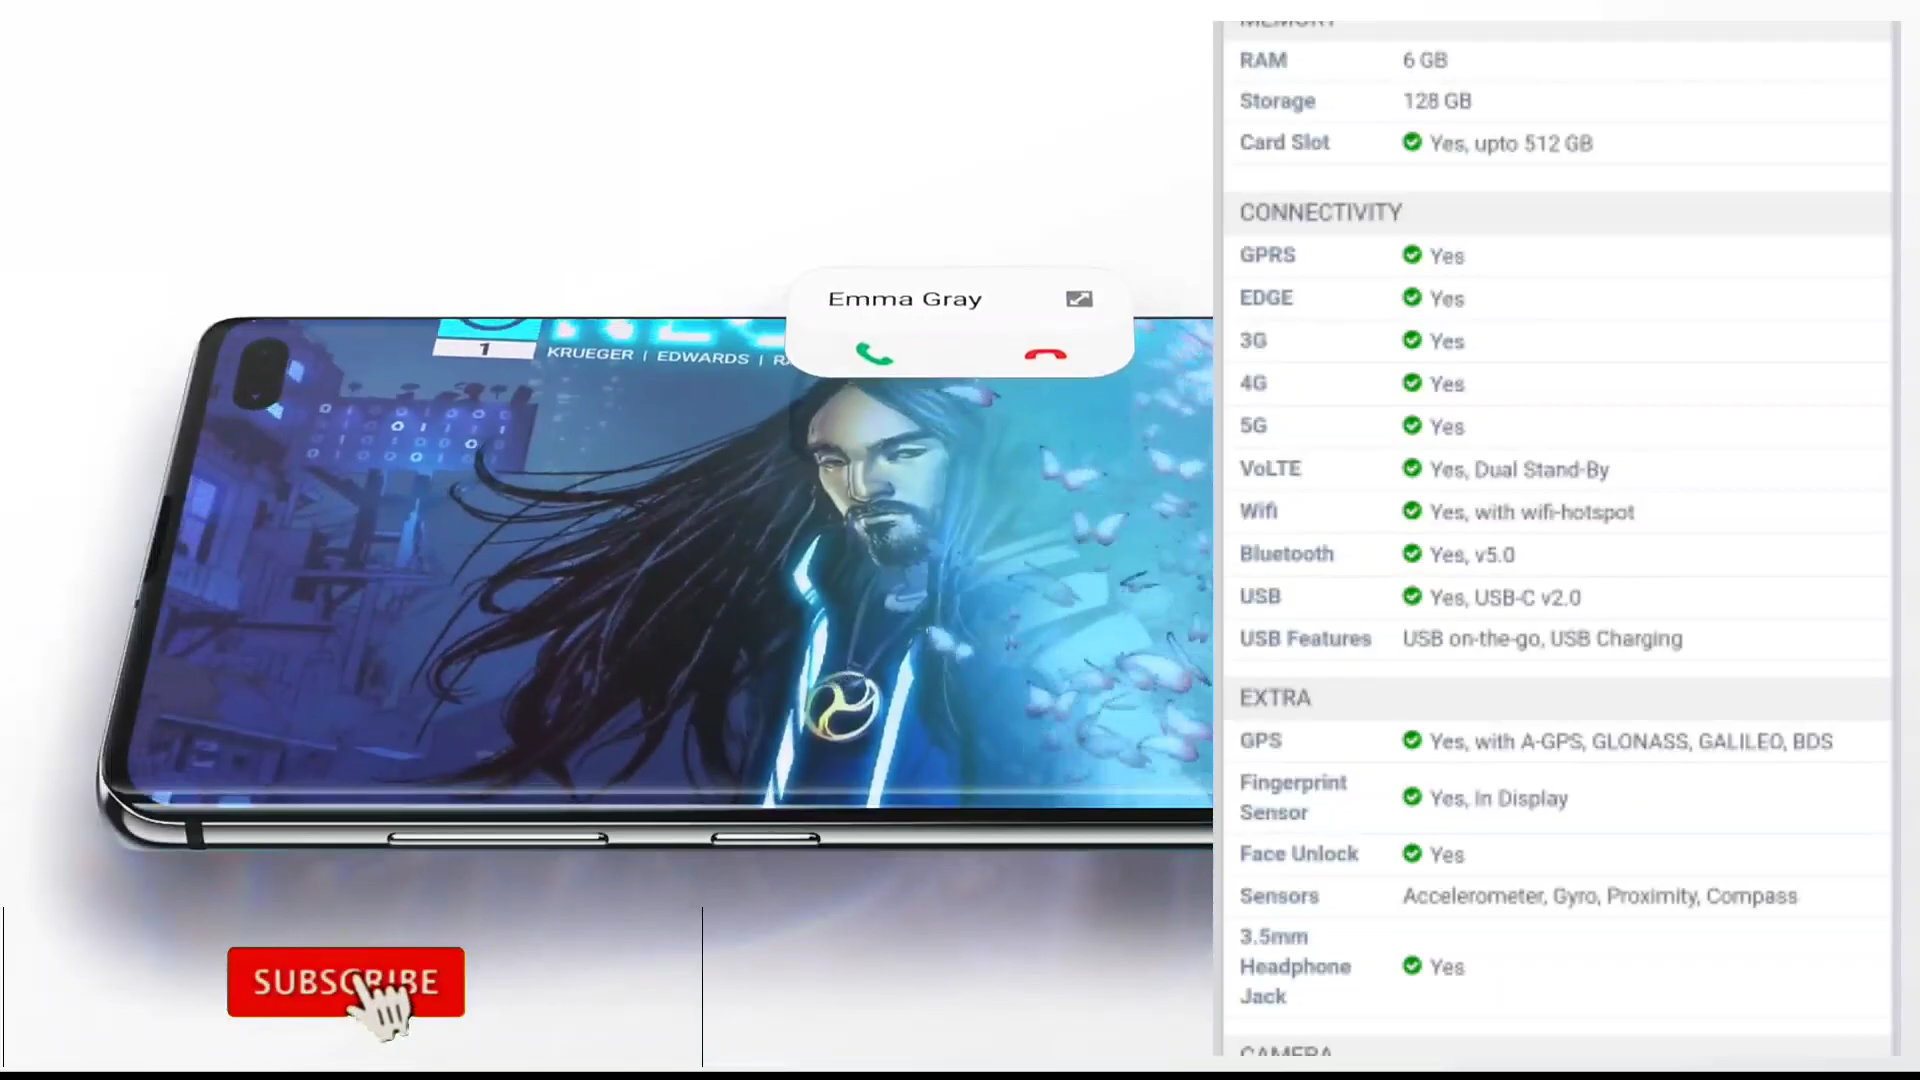 Emma Gray
1
KRUEGER | EDWARDS |
SUBSCRIBE
MEMORY
RAM 6 GB
Storage 128 GB
Card Slot Yes, upto 512 GB
CONNECTIVITY
GPRS Yes
EDGE Yes
3G Yes
4G Yes
5G Yes
VoLTE Yes, Dual Stand-By
Wifi Yes, with wifi-hotspot
Bluetooth Yes, v5.0
USB Yes, USB-C v2.0
USB Features USB on-the-go, USB Charging
EXTRA
GPS Yes, with A-GPS, GLONASS, GALILEO, BDS
Fingerprint
Sensor Yes, In Display
Face Unlock Yes
Sensors Accelerometer, Gyro, Proximity, Compass
3.5mm
Headphone Yes
Jack
CAMERA